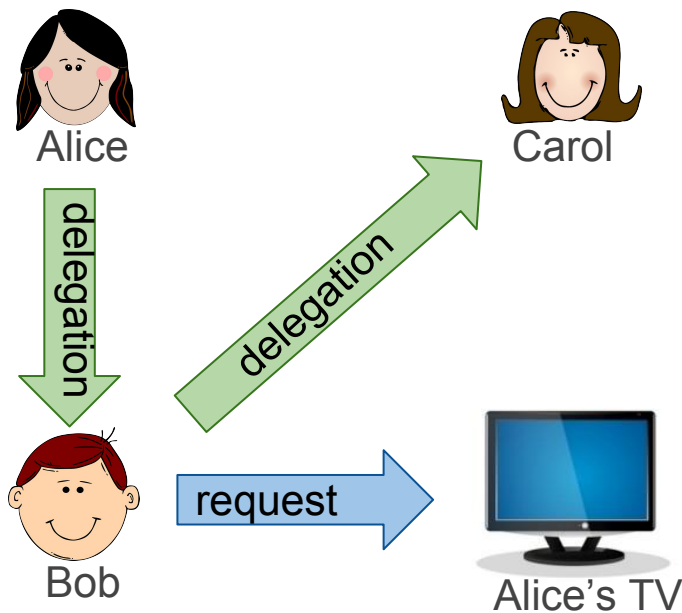 Alice
Carol
delegation
delegation
request
Bob
Alice's TV